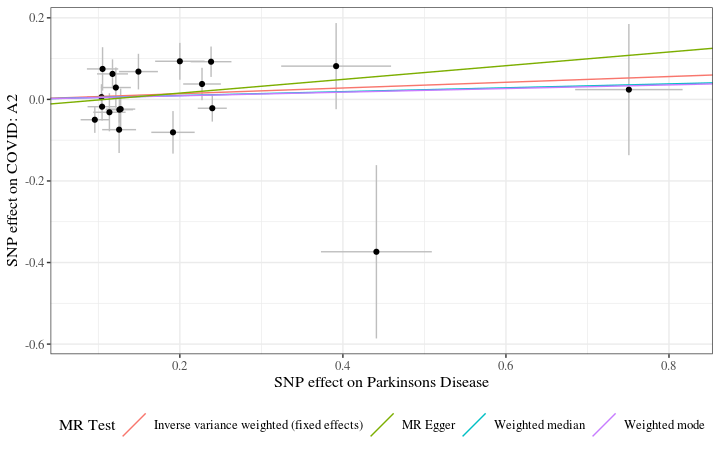 0.2
0.0
-0.2
-0.4
-0.6
SNP effect on COVID: A2
0.2 0.4 0.6 0.8
SNP effect on Parkinsons Disease
MR Test Inverse variance weighted (fixed effects) MR Egger Weighted median Weighted mode